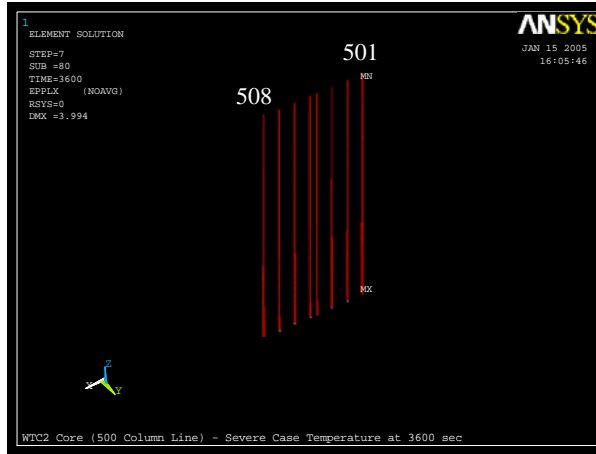 1
ELEMENT SOLUTION
STEP=7
SUB =80
TIME=3600
EPPLX (NOAVG)
RSYS=0
DMX =3.994
ANSYS
JAN 15 2005
16:05:46
501
MN
508
MX
Z
X
Y
WTC2 Core (500 Column Line) - Severe Case Temperature at 3600 sec